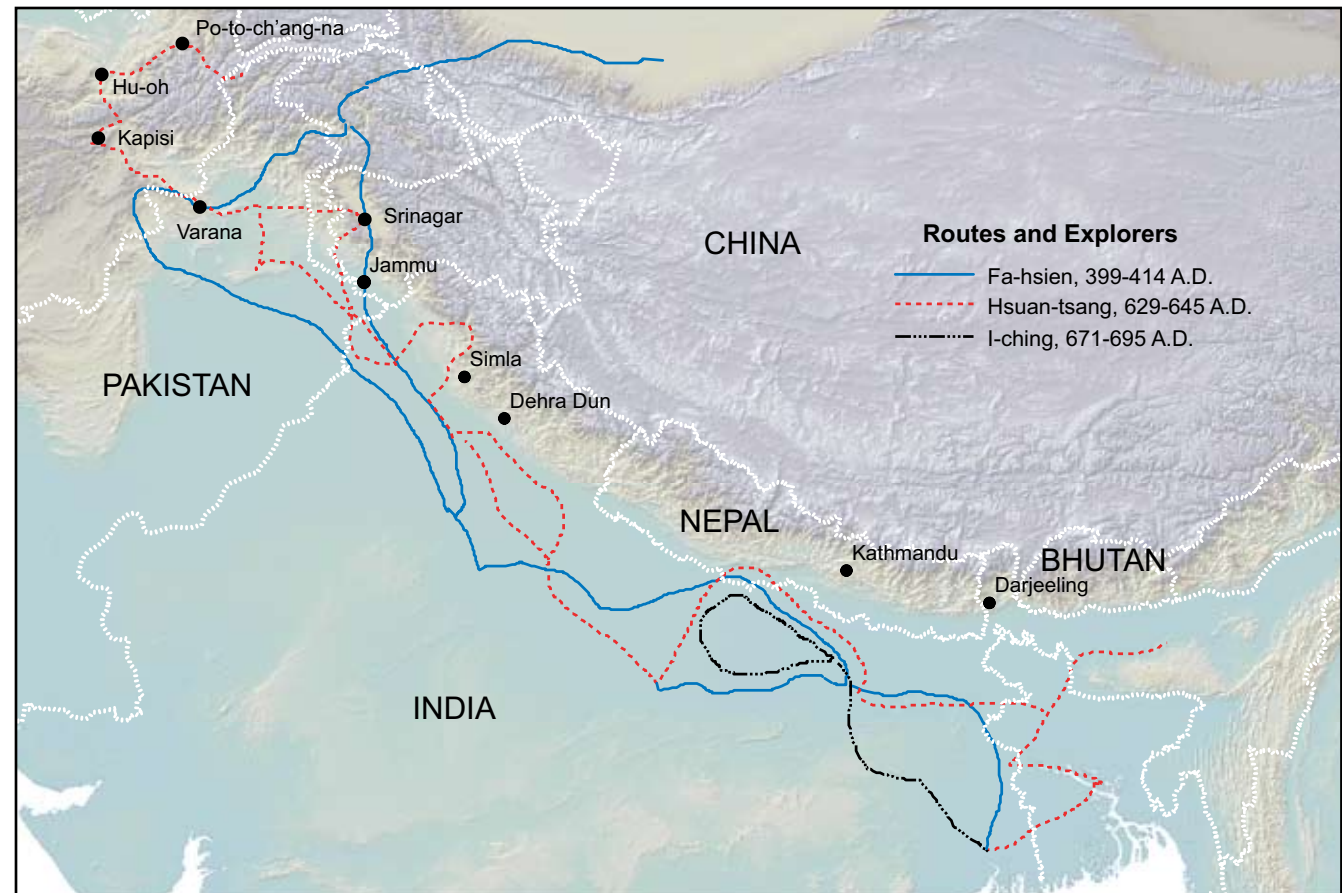 Po-to-ch'ang-na
Hu-oh
Kapisi
Varana
Srinagar
Jammu
CHINA
Routes and Explorers
Fa-hsien, 399-414 A.D.
Hsuan-tsang, 629-645 A.D.
I-ching, 671-695 A.D.
Simla
PAKISTAN
Dehra Dun
NEPAL
Kathmandu
BHUTAN
Darjeeling
INDIA